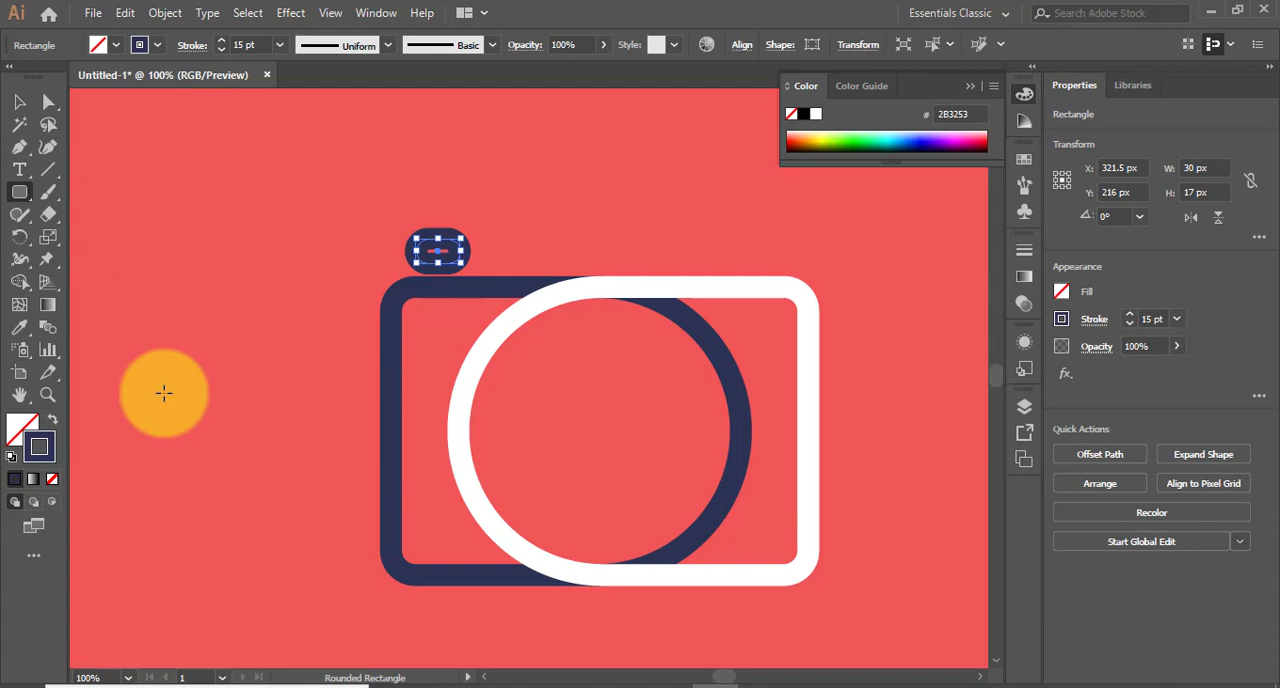 Ai File Edit Object Type Select Effect View Window Help Essentials Classic Search Adobe Stock
Rectangle Stroke: 15 pt Uniform Basic Opacity: 100% Style: Align Shape: Transform
Untitled-1* @ 100% (RGB/Preview) ×
Color Color Guide
# 2B3253
Properties Libraries
Rectangle
Transform
X: 321.5 px W: 30 px
Y: 216 px H: 17 px
0°
Appearance
Fill
Stroke 15 pt
Opacity 100%
fx.
Quick Actions
Offset Path Expand Shape
Arrange Align to Pixel Grid
Recolor
Start Global Edit
T
100% 1 Rounded Rectangle